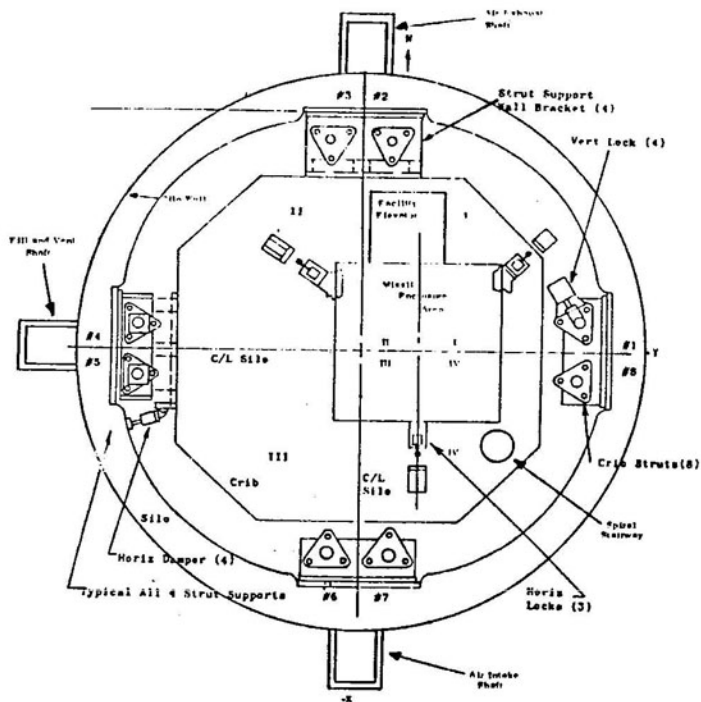 Air Exhaust
Shaft
N
#3 #2
Strut Support
Wall Bracket (4)
Vert Lock (4)
Silo Wall
II
Facility
Elevator
I
Fill and Vent
Shaft
Missile
Enclosure
Area
#4
#5
C/L Silo
II I
III IV
#1
#8
-Y
III
IV
Crib
C/L
Silo
Crib Struts(8)
Silo
Spiral
Stairway
Horiz Damper (4)
Typical All 4 Strut Supports
#6 #7
Horiz
Locks (3)
Air Intake
Shaft
-X